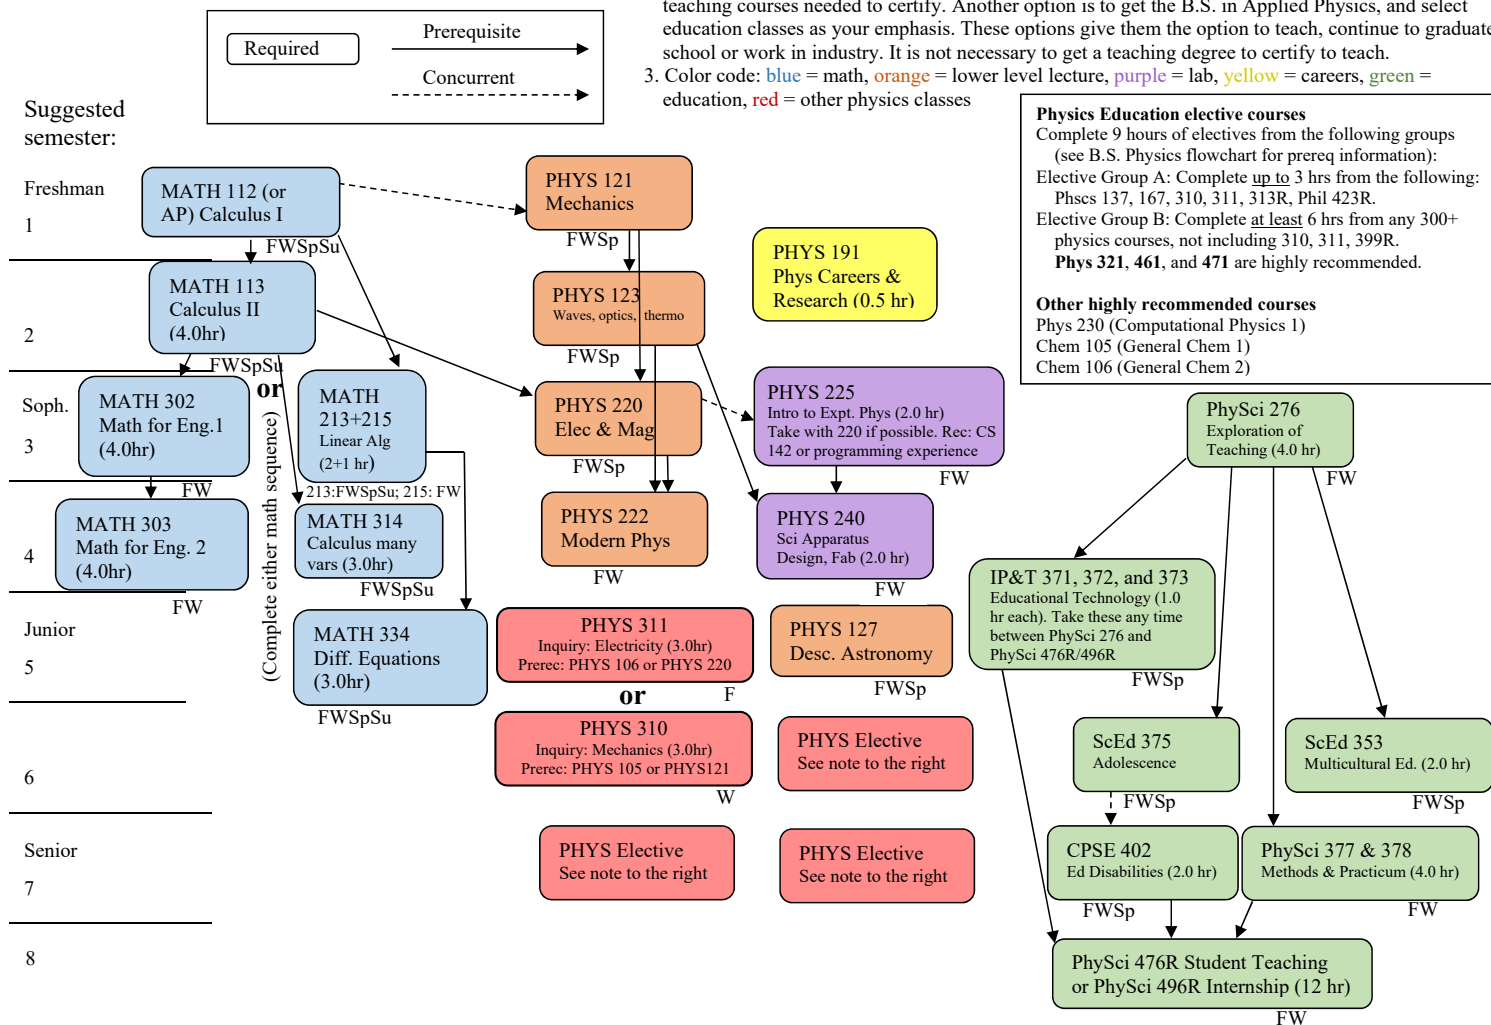 teaching courses needed to certify. Another option is to get the B.S. in Applied Physics, and select
education classes as your emphasis. These options give them the option to teach, continue to graduate
school or work in industry. It is not necessary to get a teaching degree to certify to teach.
3. Color code: blue = math, orange = lower level lecture, purple = lab, yellow = careers, green =
education, red = other physics classes
Required
Prerequisite
Concurrent
Suggested
semester:
Freshman
1
2
Soph.
3
4
Junior
5
6
Senior
7
8
MATH 112 (or
AP) Calculus I
FWSpSu
MATH 113
Calculus II
(4.0hr)
FWSpSu
or
MATH 302
Math for Eng.1
(4.0hr)
FW
MATH 303
Math for Eng. 2
(4.0hr)
FW
(Complete either math sequence)
MATH
213+215
Linear Alg
(2+1 hr)
213:FWSpSu; 215: FW
MATH 314
Calculus many
vars (3.0hr)
FWSpSu
MATH 334
Diff. Equations
(3.0hr)
FWSpSu
PHYS 121
Mechanics
FWSp
PHYS 123
Waves, optics, thermo
FWSp
PHYS 220
Elec & Mag
FWSp
PHYS 222
Modern Phys
FW
PHYS 311
Inquiry: Electricity (3.0hr)
Prerec: PHYS 106 or PHYS 220
F
or
PHYS 310
Inquiry: Mechanics (3.0hr)
Prerec: PHYS 105 or PHYS121
W
PHYS Elective
See note to the right
PHYS 191
Phys Careers &
Research (0.5 hr)
PHYS 225
Intro to Expt. Phys (2.0 hr)
Take with 220 if possible. Rec: CS
142 or programming experience
FW
PHYS 240
Sci Apparatus
Design, Fab (2.0 hr)
FW
PHYS 127
Desc. Astronomy
FWSp
PHYS Elective
See note to the right
PHYS Elective
See note to the right
Physics Education elective courses
Complete 9 hours of electives from the following groups
(see B.S. Physics flowchart for prereq information):
Elective Group A: Complete up to 3 hrs from the following:
Phscs 137, 167, 310, 311, 313R, Phil 423R.
Elective Group B: Complete at least 6 hrs from any 300+
physics courses, not including 310, 311, 399R.
Phys 321, 461, and 471 are highly recommended.
Other highly recommended courses
Phys 230 (Computational Physics 1)
Chem 105 (General Chem 1)
Chem 106 (General Chem 2)
PhySci 276
Exploration of
Teaching (4.0 hr)
FW
IP&T 371, 372, and 373
Educational Technology (1.0
hr each). Take these any time
between PhySci 276 and
PhySci 476R/496R
FWSp
ScEd 375
Adolescence
FWSp
ScEd 353
Multicultural Ed. (2.0 hr)
FWSp
CPSE 402
Ed Disabilities (2.0 hr)
FWSp
PhySci 377 & 378
Methods & Practicum (4.0 hr)
FW
PhySci 476R Student Teaching
or PhySci 496R Internship (12 hr)
FW